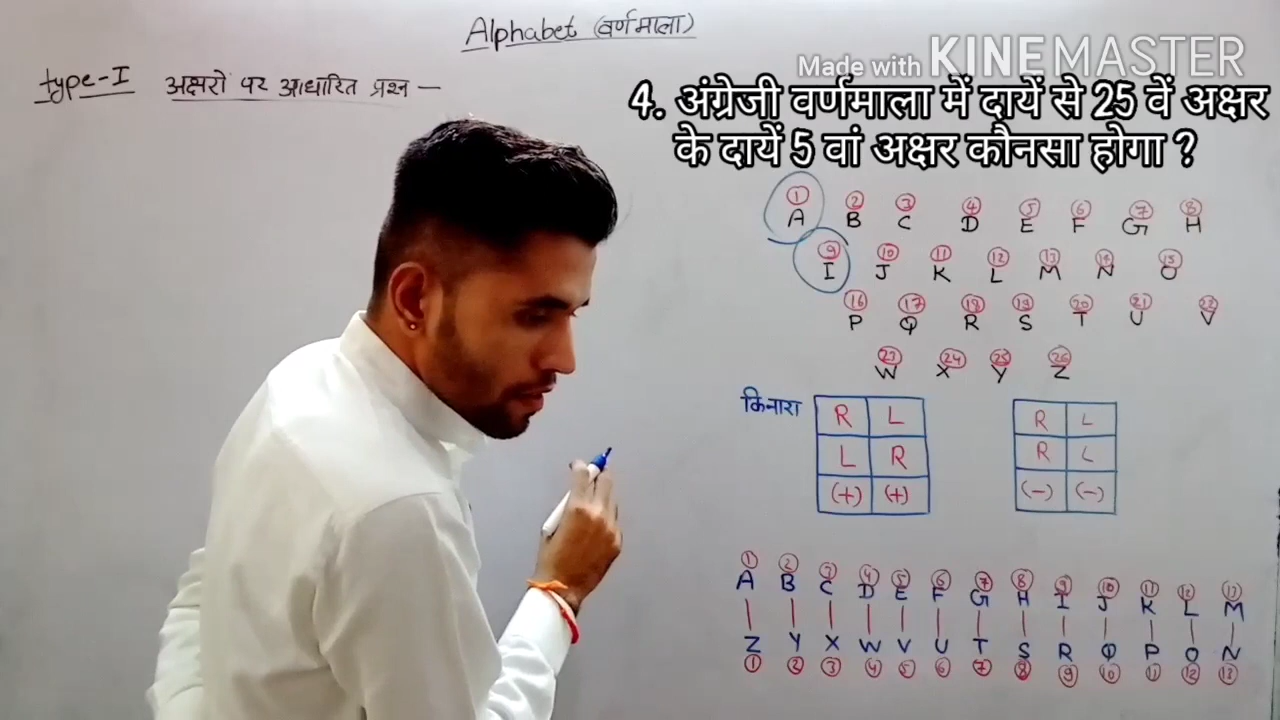 Alphabet (वर्णमाला)
Made with KINEMASTER
type-I अक्षरो पर आधारित प्रश्न —
4. अंग्रेजी वर्णमाला में दायें से 25 वें अक्षर
के दायें 5 वां अक्षर कौनसा होगा ?
1 2 3 4 5 6 7 8
A B C D E F G H
9 10 11 12 13 14 15
I J K L M N O
16 17 18 19 20 21 22
P Q R S T U V
23 24 25 26
W X Y Z
किनारा
R L
L R
(+) (+)
R L
R L
(-) (-)
1 2 3 4 5 6 7 8 9 10 11 12 13
A B C D E F G H I J K L M
Z Y X W V U T S R Q P O N
1 2 3 4 5 6 7 8 9 10 11 12 13